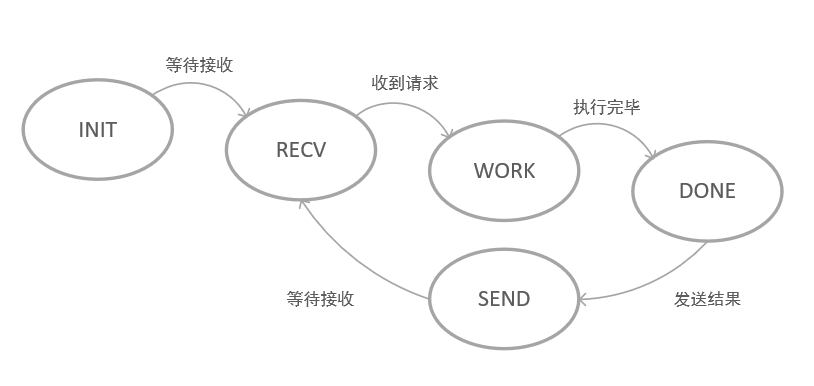 等待接收
INIT
RECV
收到请求
WORK
执行完毕
DONE
发送结果
SEND
等待接收